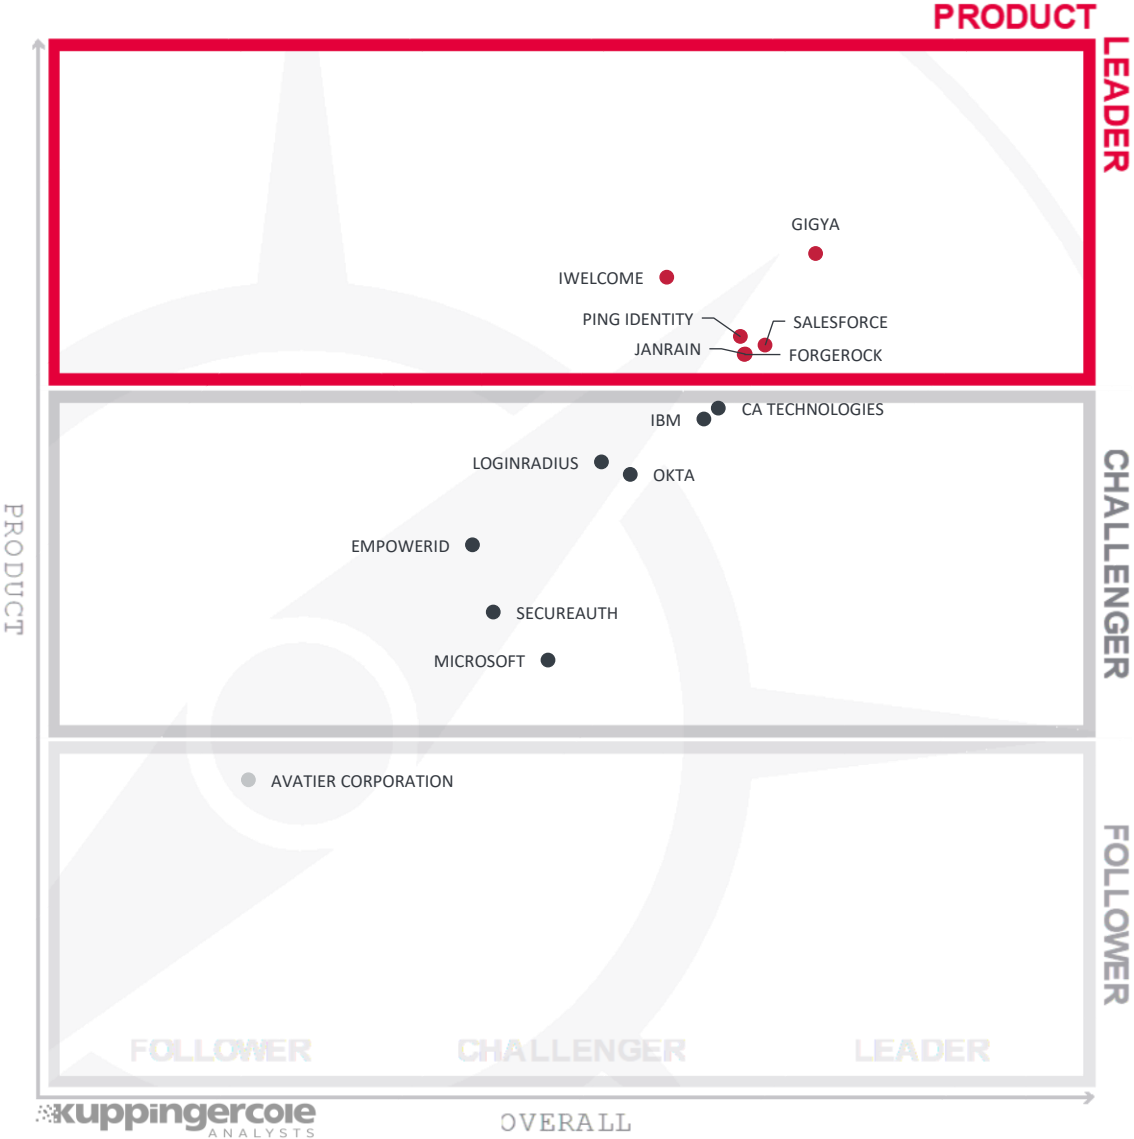 PRODUCT
LEADER
GIGYA
IWELCOME
PING IDENTITY
SALESFORCE
JANRAIN
FORGEROCK
CA TECHNOLOGIES
IBM
LOGINRADIUS
OKTA
CHALLENGER
PRODUCT
EMPOWERID
SECUREAUTH
MICROSOFT
AVATIER CORPORATION
FOLLOWER
FOLLOWER CHALLENGER LEADER
kuppingercole
ANALYSTS
OVERALL